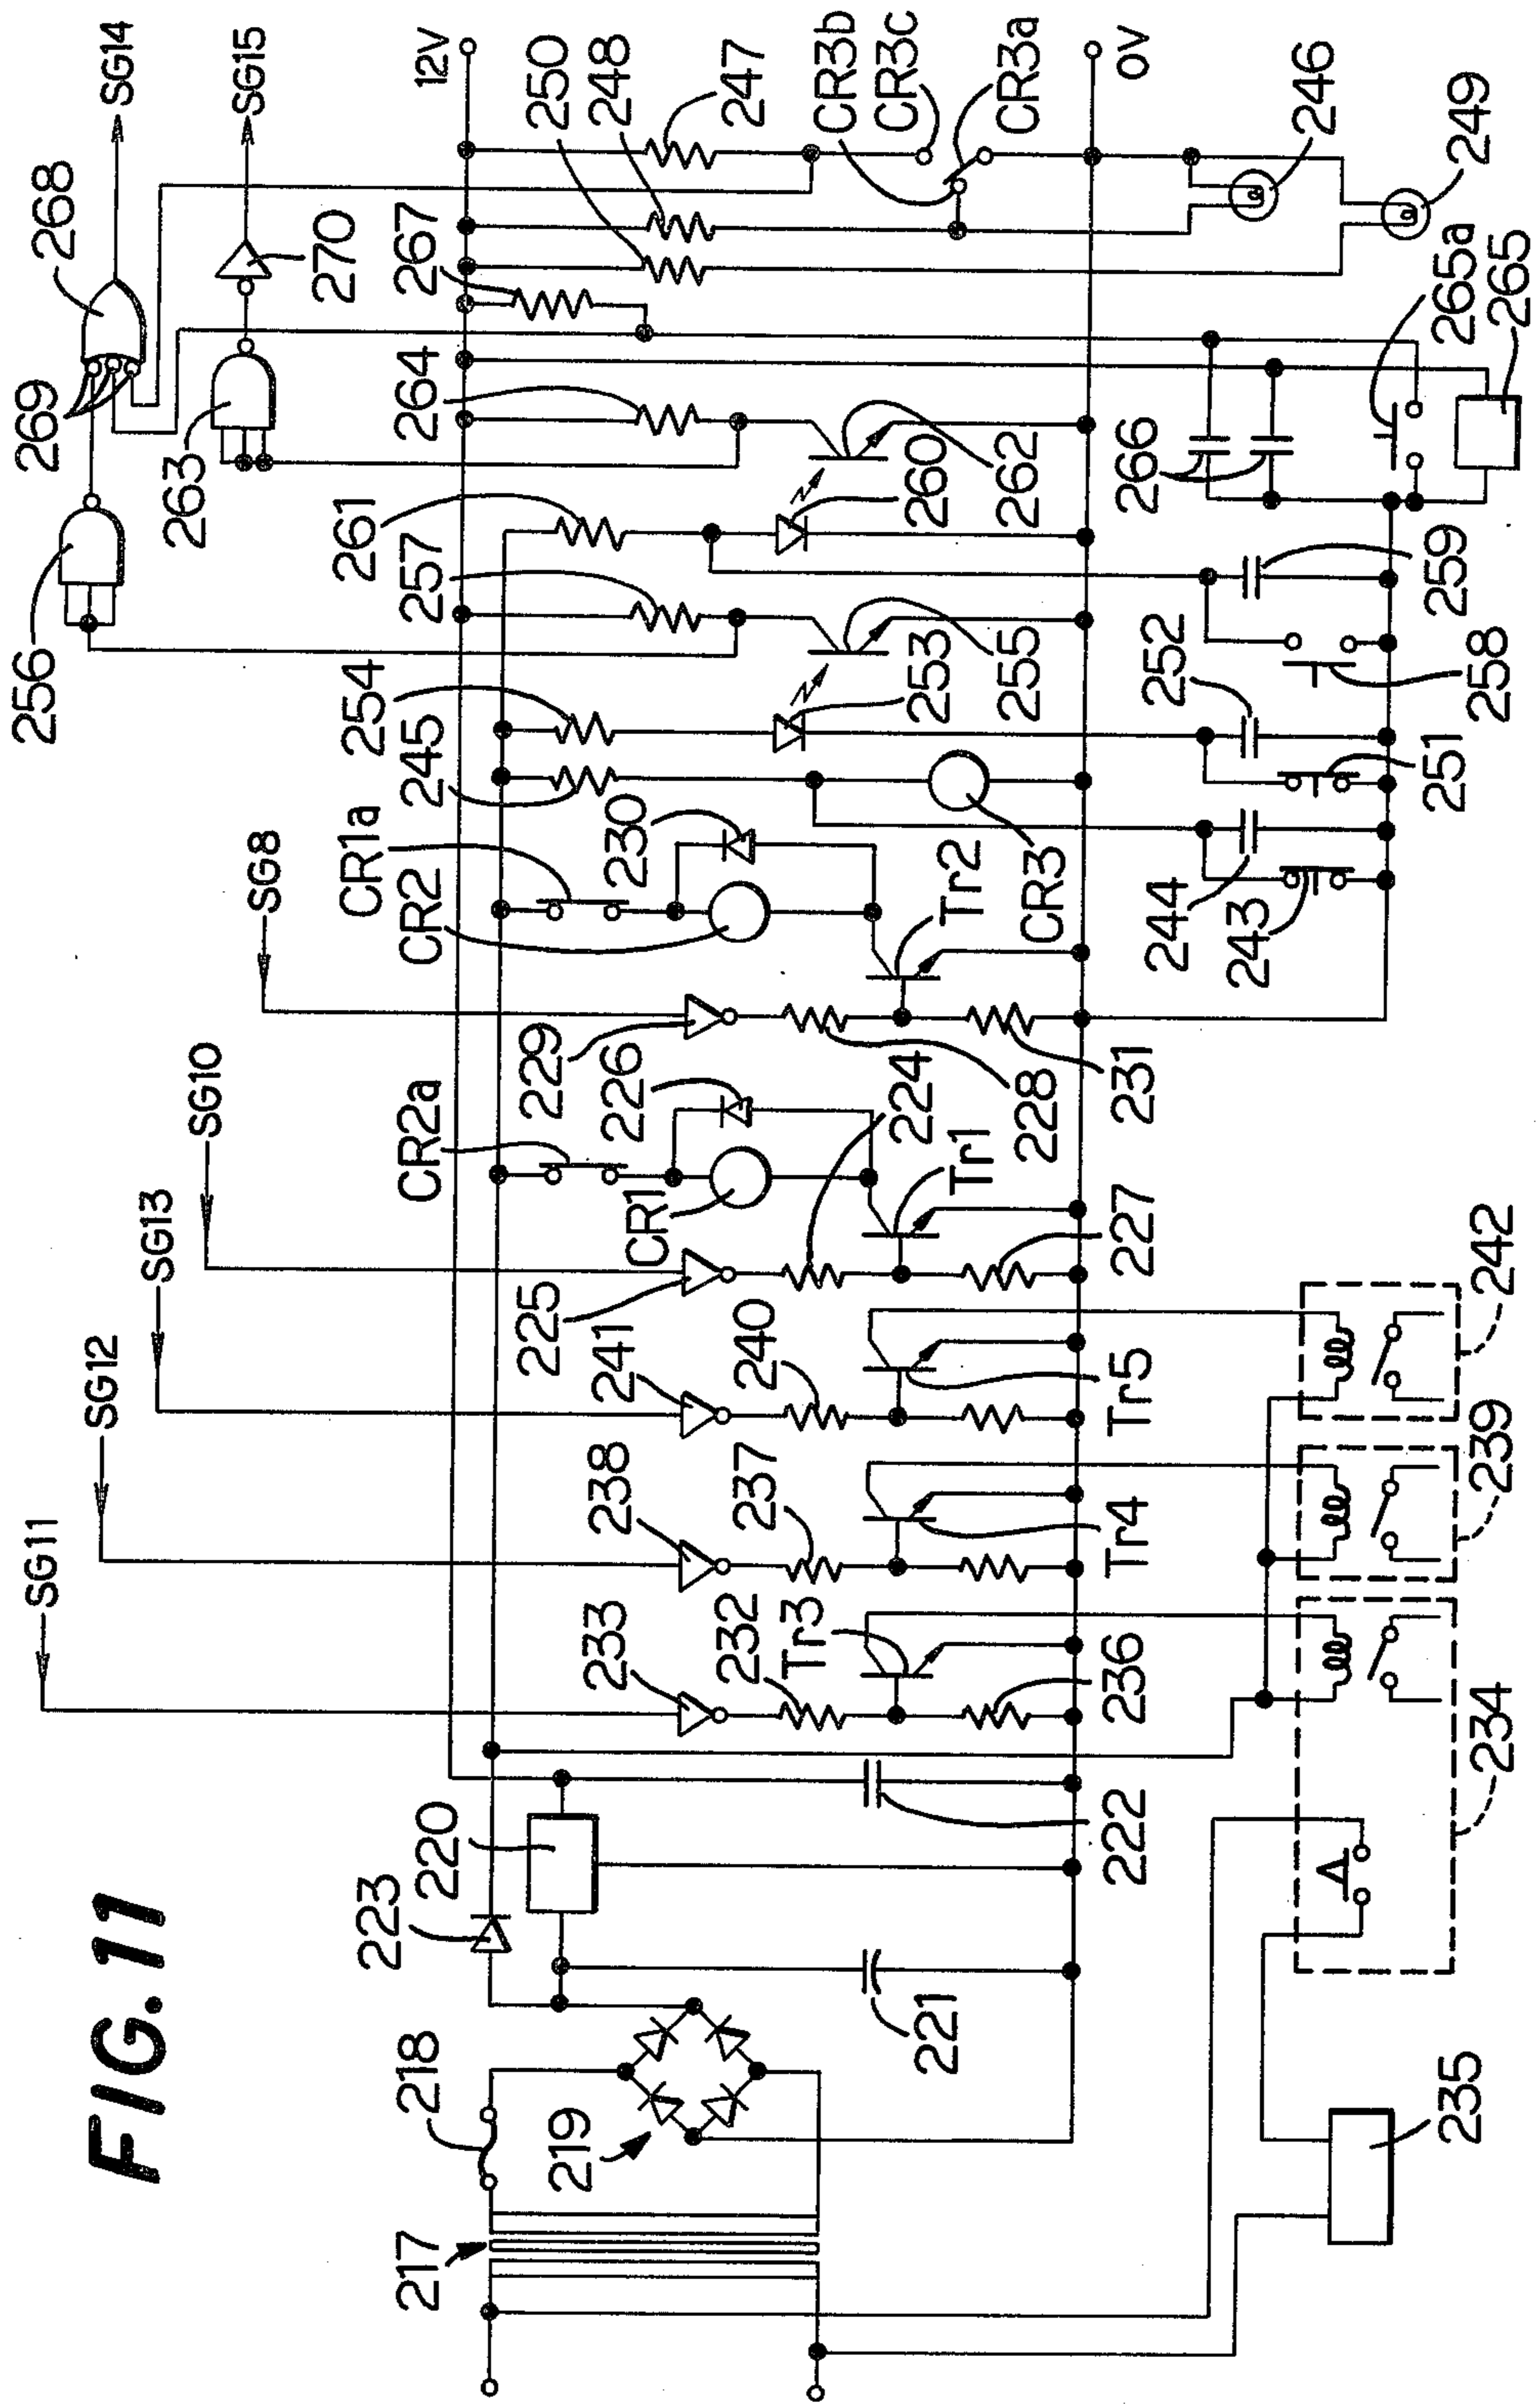 FIG.11
SG11
SG12
SG13
SG10
SG8
256
269
268
SG14
263
270
SG15
217
218
219
223
220
221
222
233
232
Tr3
236
238
237
Tr4
241
240
Tr5
225
CR2a
CR1
226
224
Tr1
227
229
228
231
CR1a
CR2
230
Tr2
CR3
245
254
253
255
257
261
260
262
264
267
250
248
247
12V
CR3b
CR3c
CR3a
0V
246
249
244
243
252
251
259
258
266
265a
265
235
234
239
242